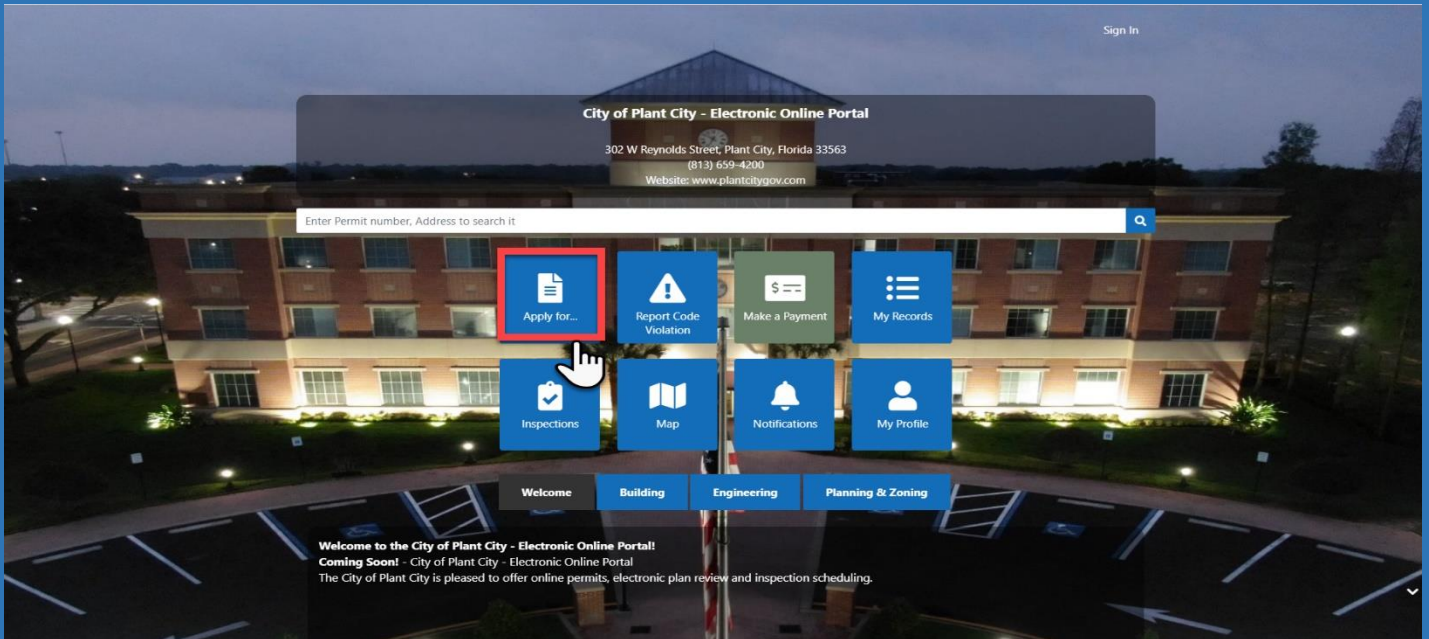 Sign In
City of Plant City - Electronic Online Portal
302 W Reynolds Street, Plant City, Florida 33563
(813) 659-4200
Website: www.plantcitygov.com
Enter Permit number, Address to search it
Apply for...
Report Code
Violation
Make a Payment
My Records
Inspections
Map
Notifications
My Profile
Welcome
Building
Engineering
Planning & Zoning
Welcome to the City of Plant City - Electronic Online Portal!
Coming Soon! - City of Plant City - Electronic Online Portal
The City of Plant City is pleased to offer online permits, electronic plan review and inspection scheduling.